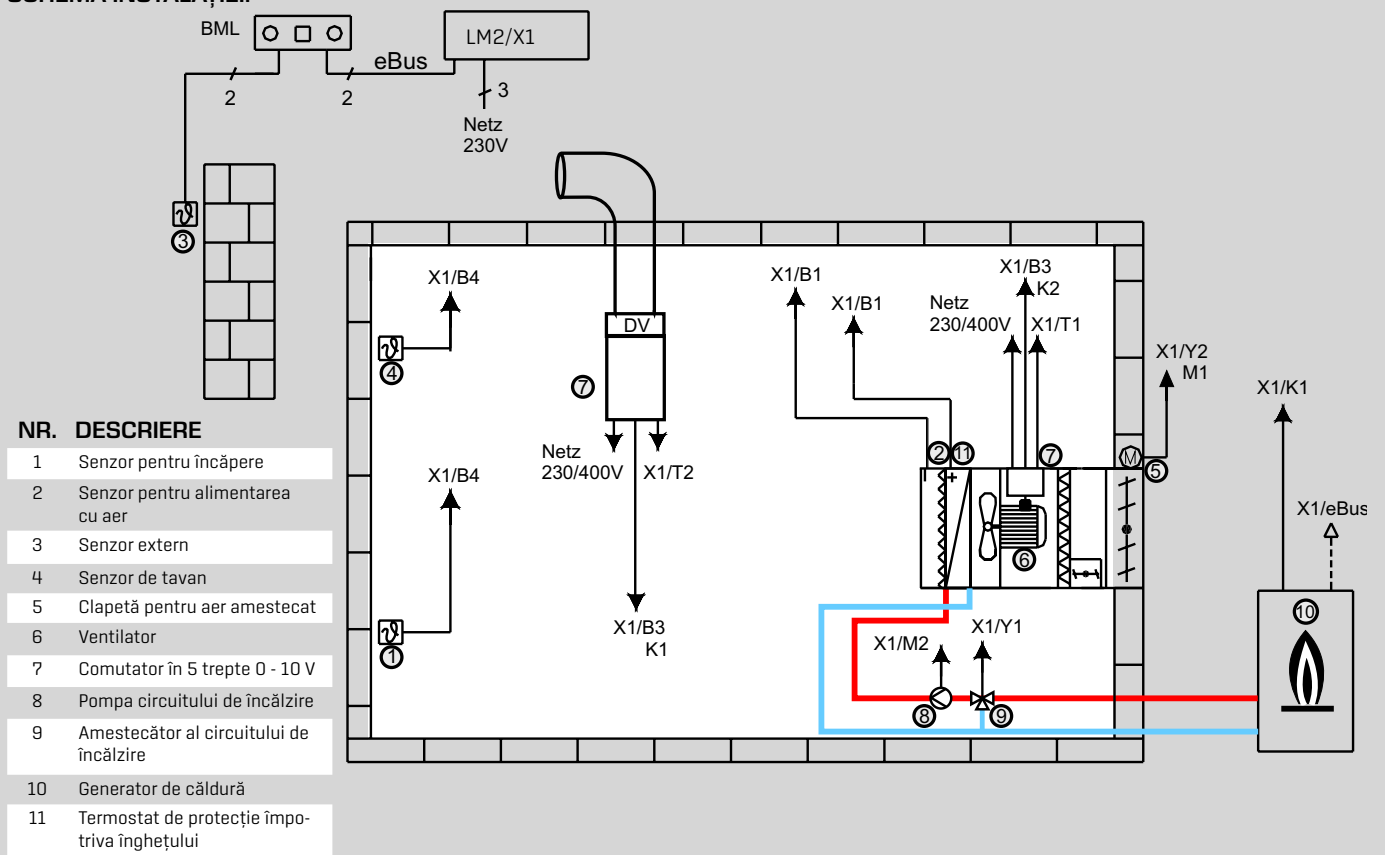 SCHEMA INSTALAȚIEI
BML
LM2/X1
eBus
2
2
3
Netz
230V
3
X1/B4
4
X1/B4
1
DV
7
Netz
230/400V
X1/T2
X1/B3
K1
X1/B1
X1/B1
X1/B3
K2
Netz
230/400V
X1/T1
2
11
7
- +
6
M
5
X1/Y2
M1
X1/M2
X1/Y1
8
9
X1/K1
X1/eBus
10
NR. DESCRIERE
1 Senzor pentru încăpere
2 Senzor pentru alimentarea
cu aer
3 Senzor extern
4 Senzor de tavan
5 Clapetă pentru aer amestecat
6 Ventilator
7 Comutator în 5 trepte 0 - 10 V
8 Pompa circuitului de încălzire
9 Amestecător al circuitului de
încălzire
10 Generator de căldură
11 Termostat de protecție împo-
triva înghețului